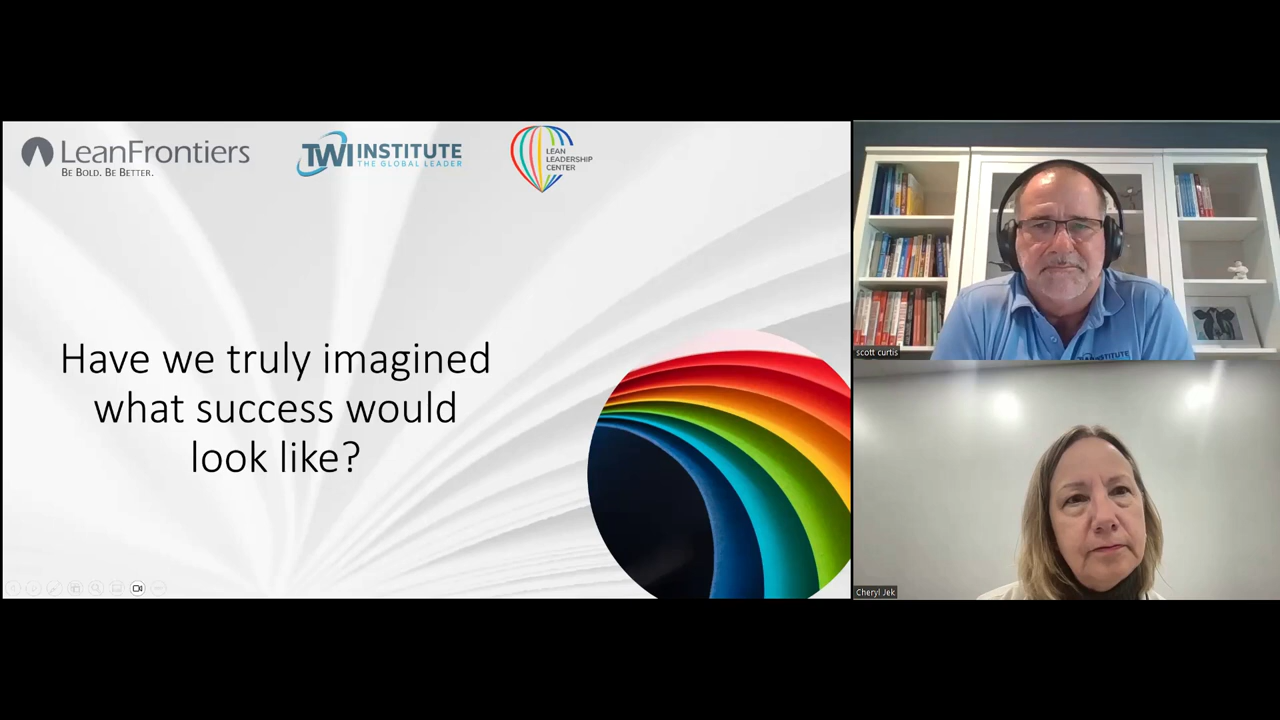 LeanFrontiers
BE BOLD. BE BETTER.
TWI INSTITUTE
THE GLOBAL LEADER
LEAN
LEADERSHIP
CENTER
Have we truly imagined
what success would
look like?
scott curtis
INSTITUTE
Cheryl Jek